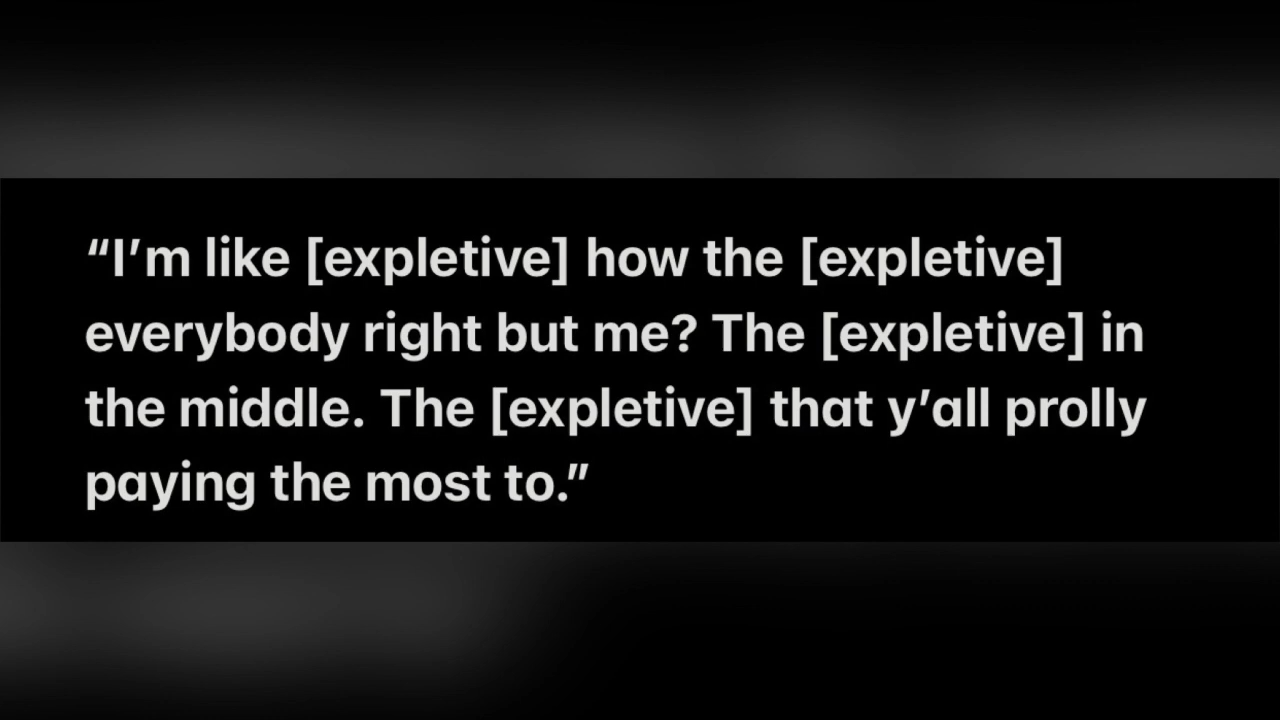 “I’m like [expletive] how the [expletive]
everybody right but me? The [expletive] in
the middle. The [expletive] that y’all prolly
paying the most to.”